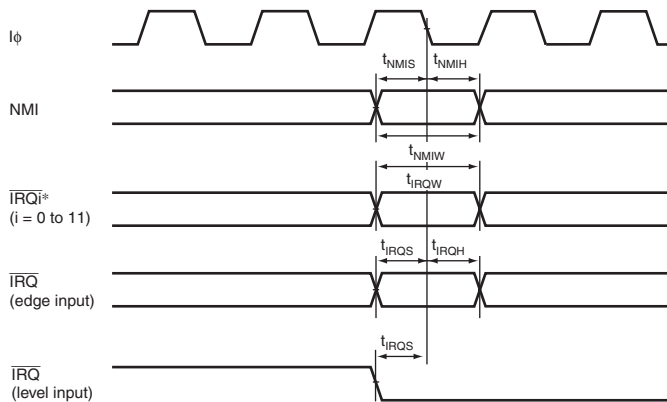 Iϕ
tNMIS tNMIH
NMI
tNMIW
IRQi*
(i = 0 to 11)
tIRQW
tIRQS tIRQH
IRQ
(edge input)
tIRQS
IRQ
(level input)